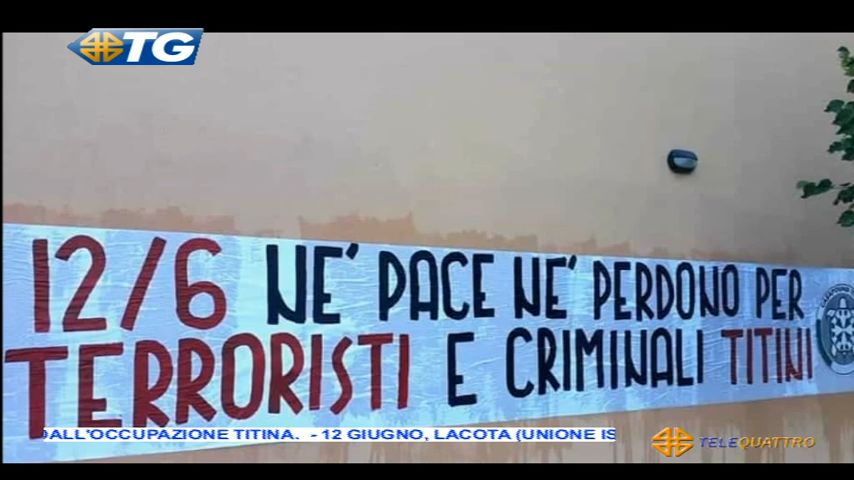 TG
12/6 NE' PACE NE' PERDONO PER
TERRORISTI E CRIMINALI TITINI
DALL'OCCUPAZIONE TITINA. - 12 GIUGNO, LACOTA (UNIONE IS
TELEQUATTRO